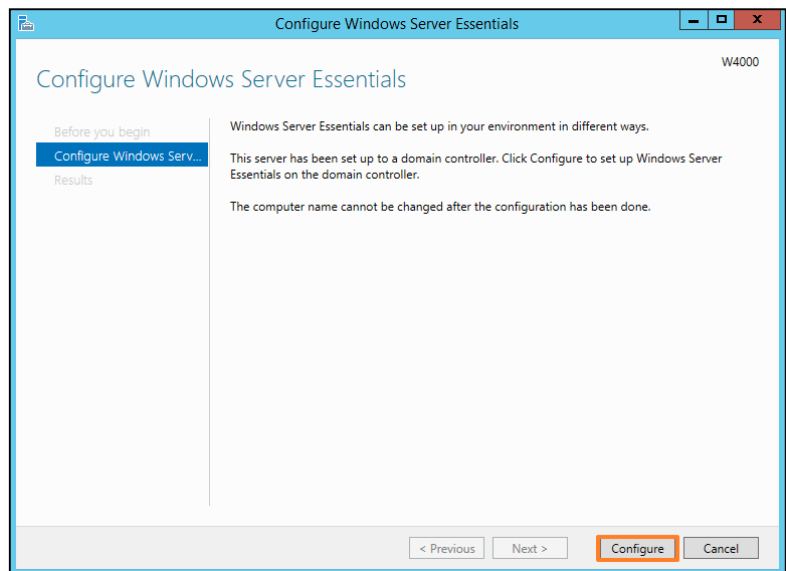 Configure Windows Server Essentials
W4000
Configure Windows Server Essentials
Before you begin
Configure Windows Serv...
Results
Windows Server Essentials can be set up in your environment in different ways.
This server has been set up to a domain controller. Click Configure to set up Windows Server
Essentials on the domain controller.
The computer name cannot be changed after the configuration has been done.
< Previous
Next >
Configure
Cancel